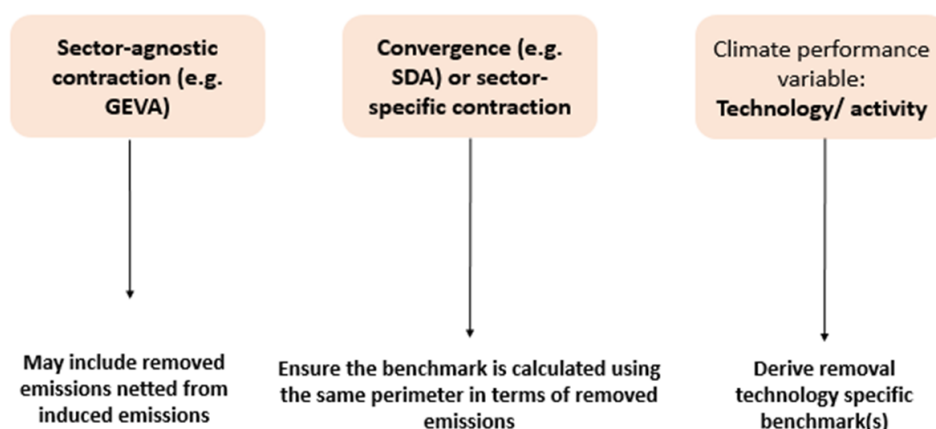 Sector-agnostic
contraction (e.g.
GEVA)
Convergence (e.g.
SDA) or sector-
specific contraction
Climate performance
variable:
Technology/ activity
May include removed
emissions netted from
induced emissions
Ensure the benchmark is calculated using
the same perimeter in terms of removed
emissions
Derive removal
technology specific
benchmark(s)